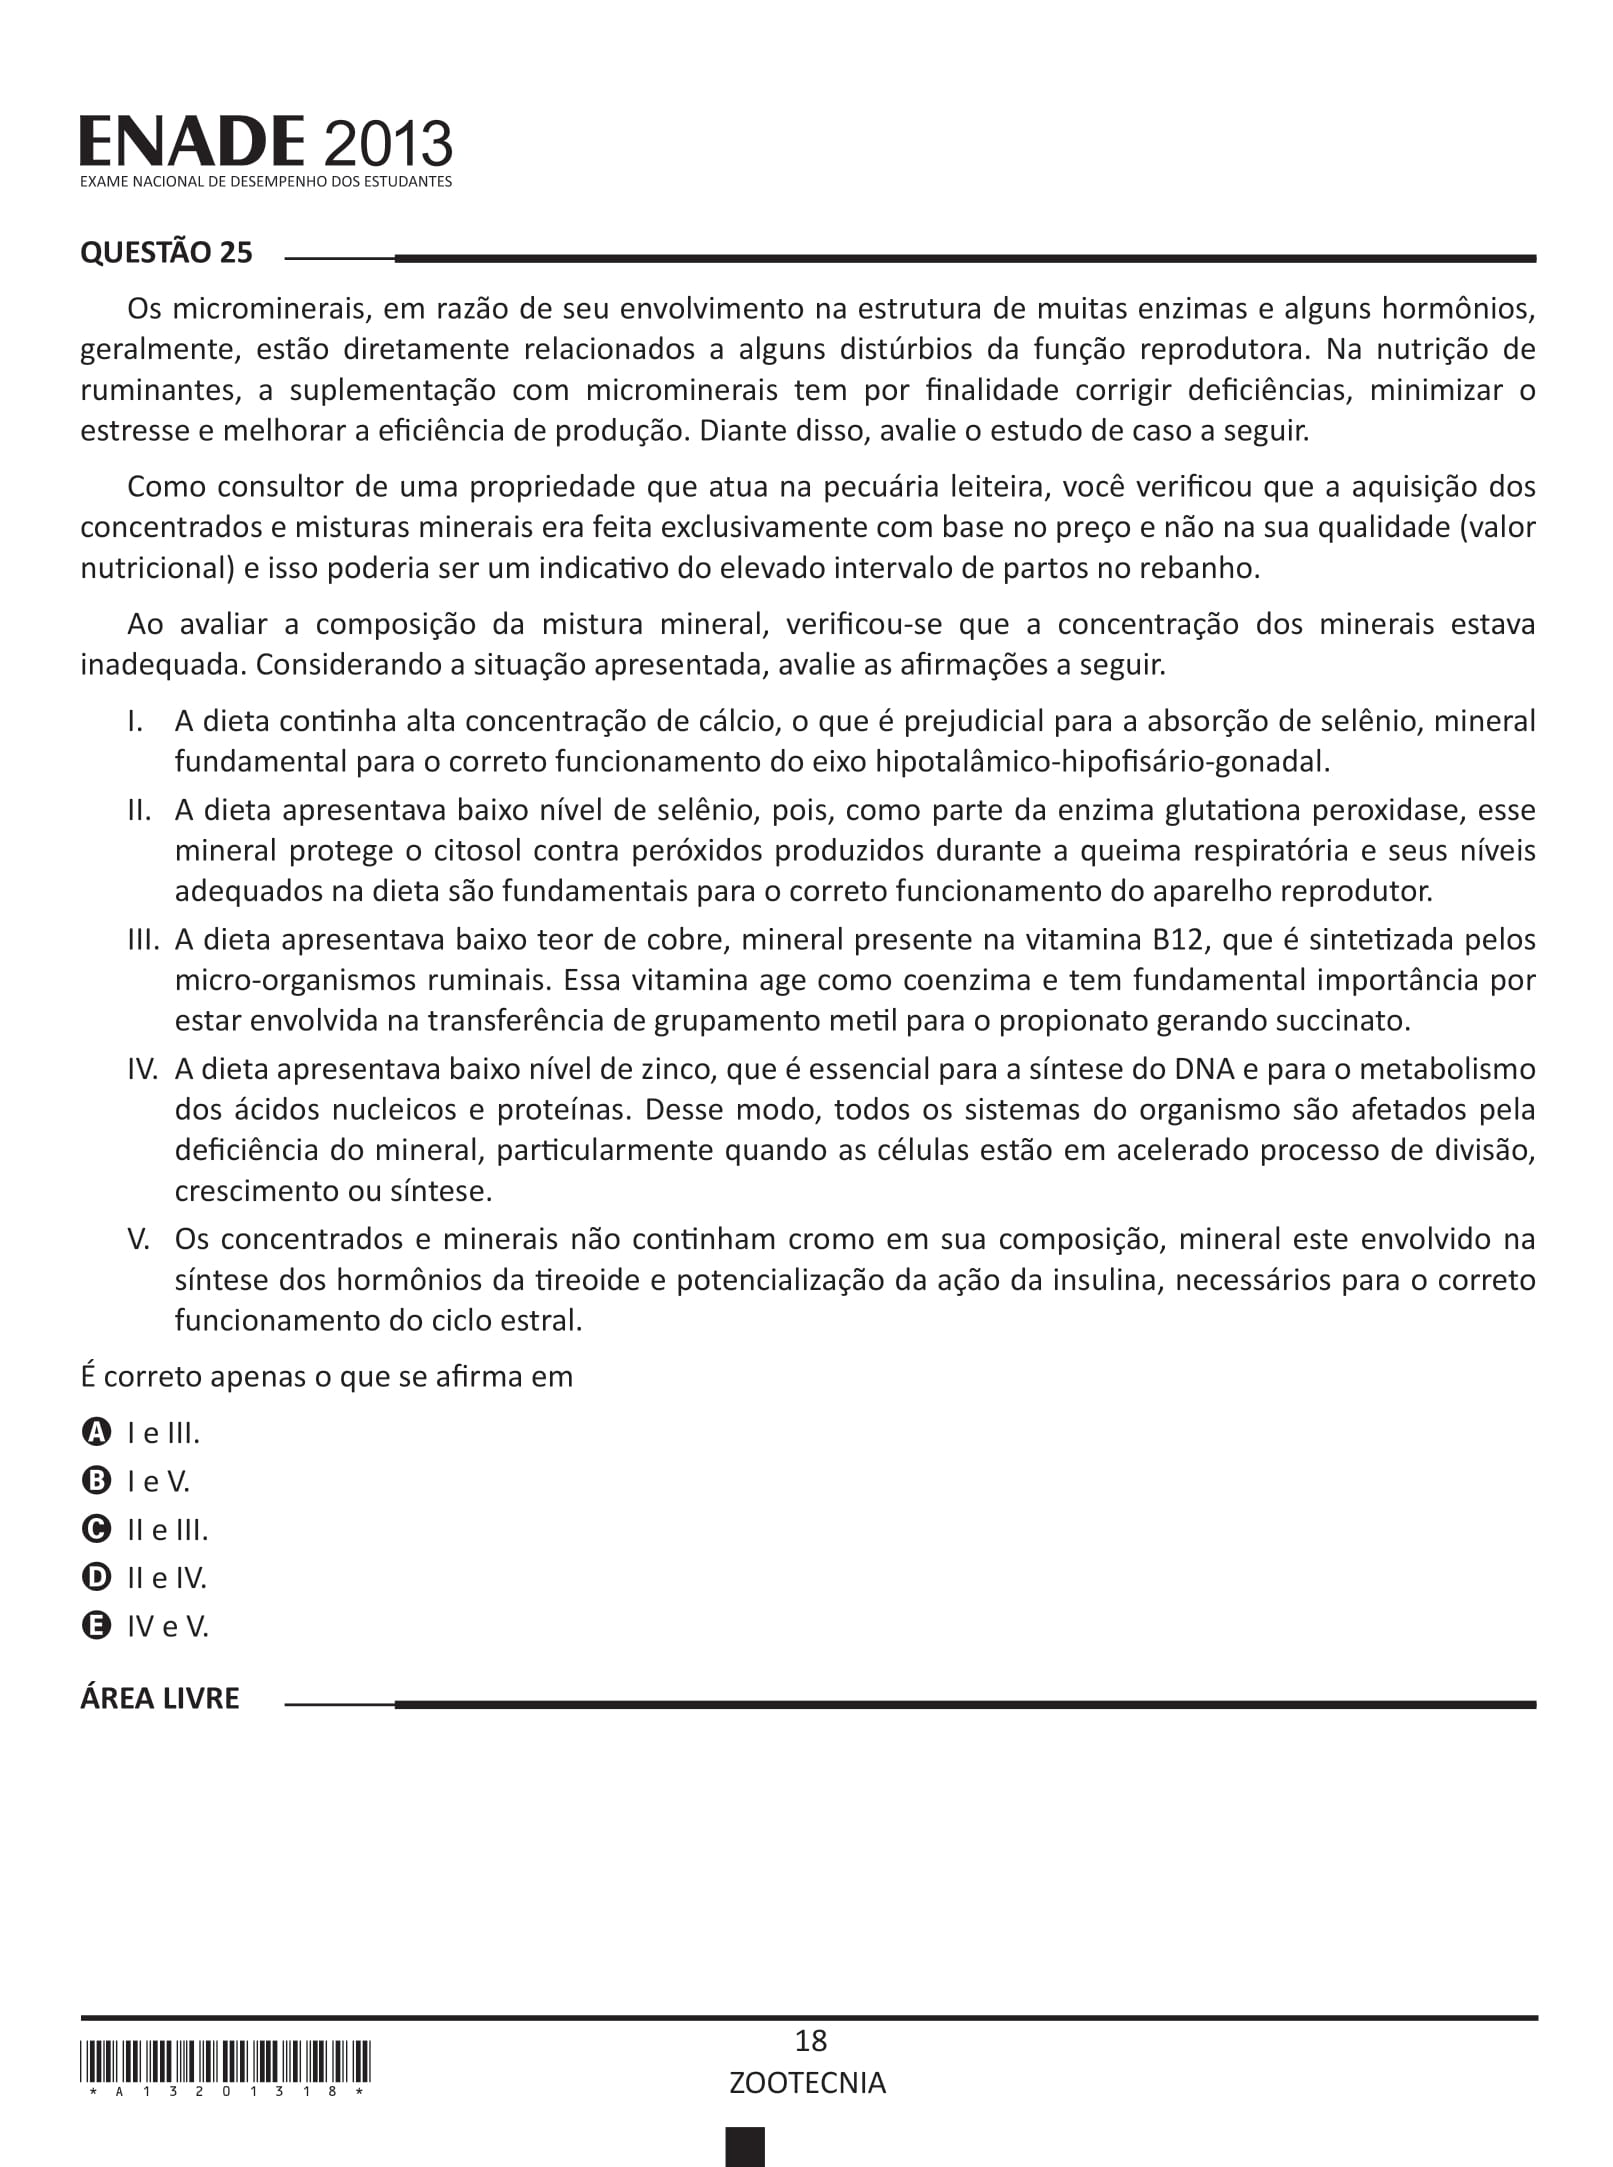 ENADE 2013
EXAME NACIONAL DE DESEMPENHO DOS ESTUDANTES
QUESTÃO 25
Os microminerais, em razão de seu envolvimento na estrutura de muitas enzimas e alguns hormônios,
geralmente, estão diretamente relacionados a alguns distúrbios da função reprodutora. Na nutrição de
ruminantes, a suplementação com microminerais tem por finalidade corrigir deficiências, minimizar o
estresse e melhorar a eficiência de produção. Diante disso, avalie o estudo de caso a seguir.
Como consultor de uma propriedade que atua na pecuária leiteira, você verificou que a aquisição dos
concentrados e misturas minerais era feita exclusivamente com base no preço e não na sua qualidade (valor
nutricional) e isso poderia ser um indicativo do elevado intervalo de partos no rebanho.
Ao avaliar a composição da mistura mineral, verificou-se que a concentração dos minerais estava
inadequada. Considerando a situação apresentada, avalie as afirmações a seguir.
I. A dieta continha alta concentração de cálcio, o que é prejudicial para a absorção de selênio, mineral
fundamental para o correto funcionamento do eixo hipotalâmico-hipofisário-gonadal.
II. A dieta apresentava baixo nível de selênio, pois, como parte da enzima glutationa peroxidase, esse
mineral protege o citosol contra peróxidos produzidos durante a queima respiratória e seus níveis
adequados na dieta são fundamentais para o correto funcionamento do aparelho reprodutor.
III. A dieta apresentava baixo teor de cobre, mineral presente na vitamina B12, que é sintetizada pelos
micro-organismos ruminais. Essa vitamina age como coenzima e tem fundamental importância por
estar envolvida na transferência de grupamento metil para o propionato gerando succinato.
IV. A dieta apresentava baixo nível de zinco, que é essencial para a síntese do DNA e para o metabolismo
dos ácidos nucleicos e proteínas. Desse modo, todos os sistemas do organismo são afetados pela
deficiência do mineral, particularmente quando as células estão em acelerado processo de divisão,
crescimento ou síntese.
V. Os concentrados e minerais não continham cromo em sua composição, mineral este envolvido na
síntese dos hormônios da tireoide e potencialização da ação da insulina, necessários para o correto
funcionamento do ciclo estral.
É correto apenas o que se afirma em
A I e III.
B I e V.
C II e III.
D II e IV.
E IV e V.
ÁREA LIVRE
18
ZOOTECNIA
*A13201318*